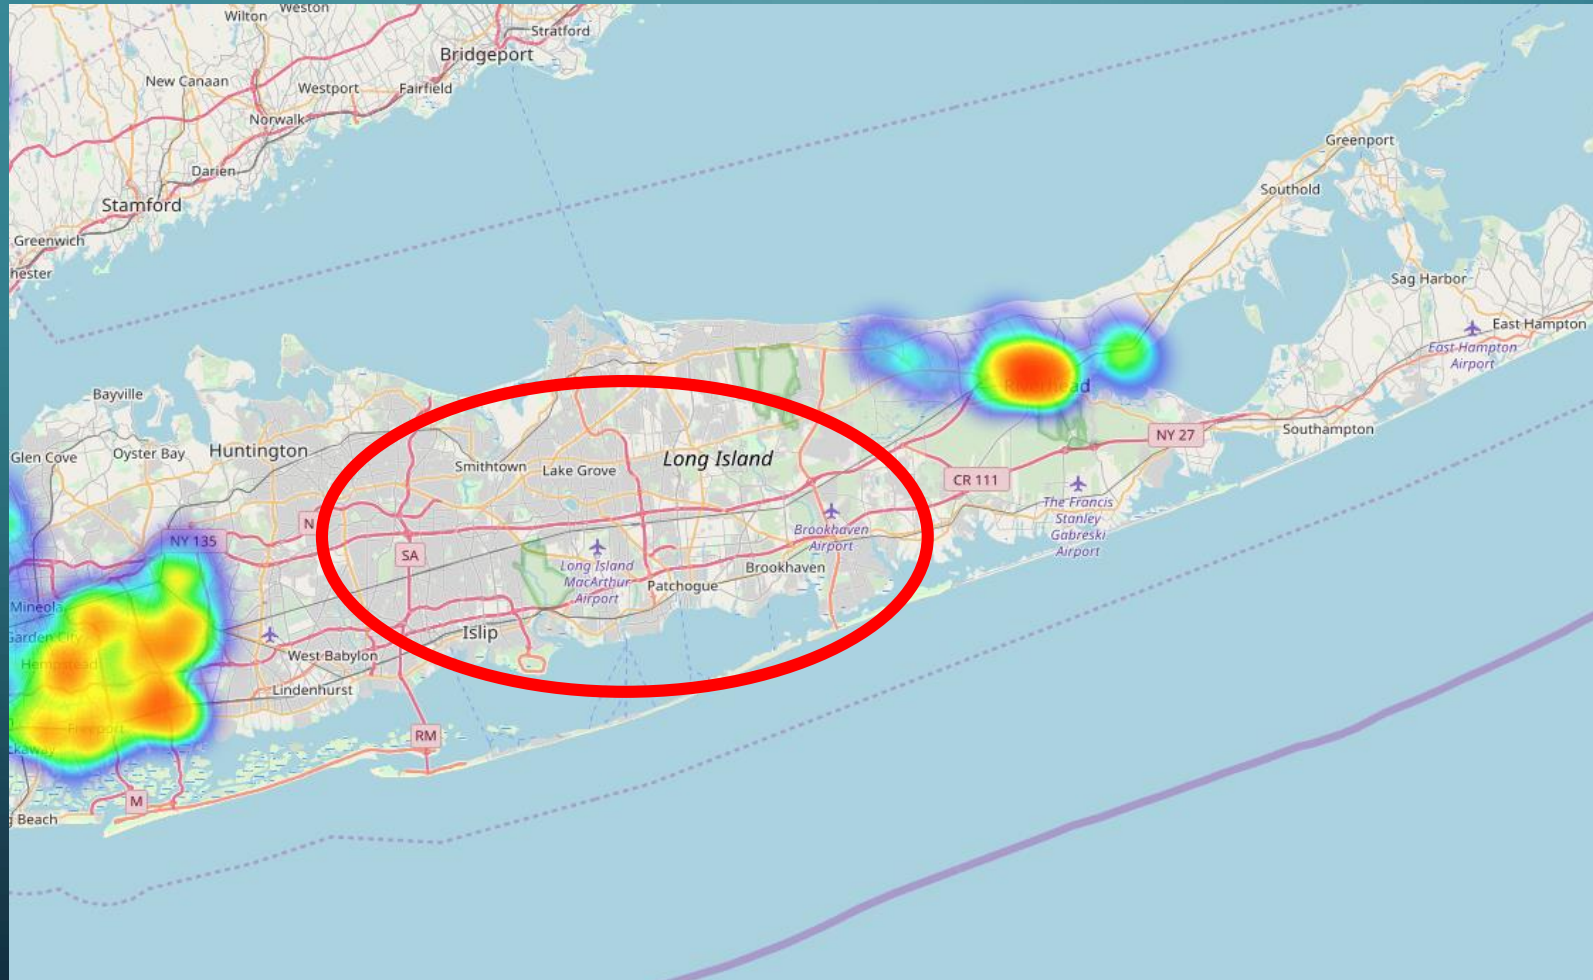 Weston
Wilton
Stratford
Bridgeport
New Canaan
Westport
Fairfield
Norwalk
Darien
Stamford
Greenwich
hester
Greenport
Southold
Sag Harbor
East Hampton
East Hampton
Airport
Bayville
Glen Cove
Oyster Bay
Huntington
Smithtown
Lake Grove
Long Island
Southampton
NY 27
CR 111
The Francis
Stanley
Gabreski
Airport
N
NY 135
SA
Brookhaven
Airport
Long Island
MacArthur
Airport
Patchogue
Brookhaven
Mineola
Garden City
Hempstead
Islip
West Babylon
Lindenhurst
Freeport
ckaway
RM
M
g Beach